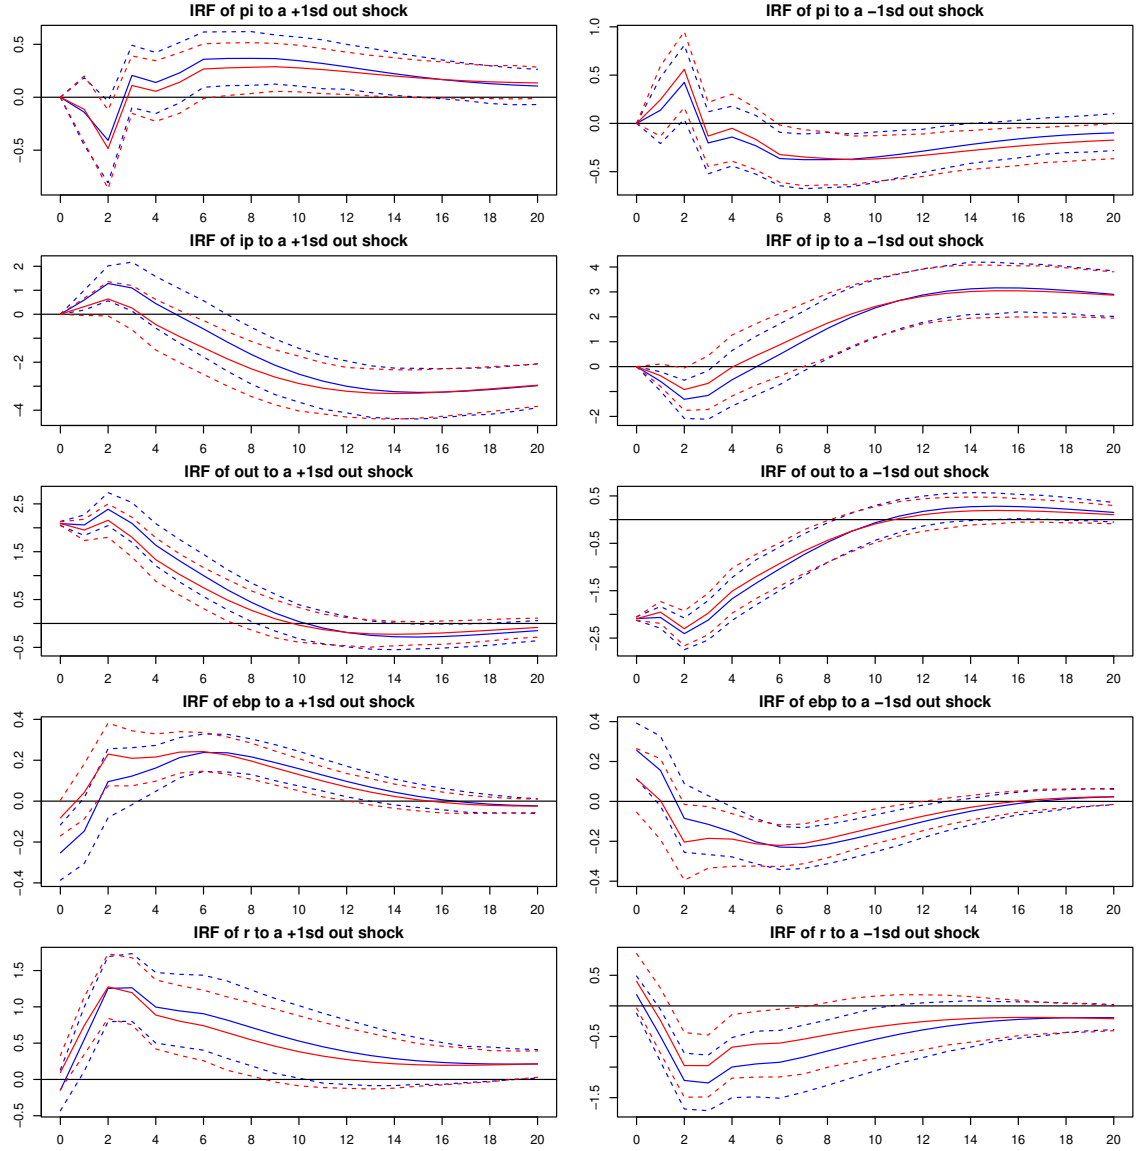 IRF of pi to a +1sd out shock
0.5
0.0
−0.5
0 2 4 6 8 10 12 14 16 18 20
IRF of pi to a −1sd out shock
1.0
0.5
0.0
−0.5
0 2 4 6 8 10 12 14 16 18 20
IRF of ip to a +1sd out shock
2
0
−2
−4
0 2 4 6 8 10 12 14 16 18 20
IRF of ip to a −1sd out shock
4
3
2
1
0
−2
0 2 4 6 8 10 12 14 16 18 20
IRF of out to a +1sd out shock
2.5
1.5
0.5
−0.5
0 2 4 6 8 10 12 14 16 18 20
IRF of out to a −1sd out shock
0.5
−0.5
−1.5
−2.5
0 2 4 6 8 10 12 14 16 18 20
IRF of ebp to a +1sd out shock
0.4
0.2
0.0
−0.2
−0.4
0 2 4 6 8 10 12 14 16 18 20
IRF of ebp to a −1sd out shock
0.4
0.2
0.0
−0.2
−0.4
0 2 4 6 8 10 12 14 16 18 20
IRF of r to a +1sd out shock
1.5
1.0
0.5
0.0
−0.5
0 2 4 6 8 10 12 14 16 18 20
IRF of r to a −1sd out shock
0.5
−0.5
−1.5
0 2 4 6 8 10 12 14 16 18 20